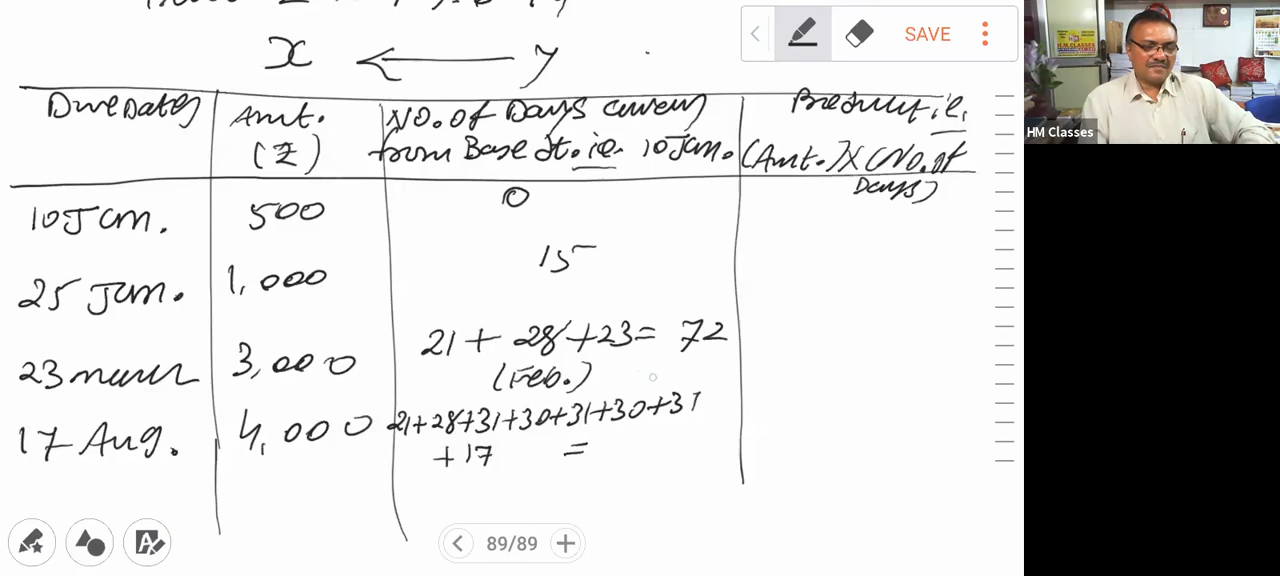 SAVE
x ← y
Due Dates
Amt.
(₹)
No. of Days
from Base dt. i.e. 10 Jan.
Product i.e.
(Amt.) X (No. of
Days)
10 Jan. 500 0
25 Jan. 1,000 15
23 March 3,000 21 + 28 + 23 = 72
(Feb.)
17 Aug. 4,000 21+28+31+30+31+30+31
+ 17 =
89/89
HM Classes
H.M. CLASSES